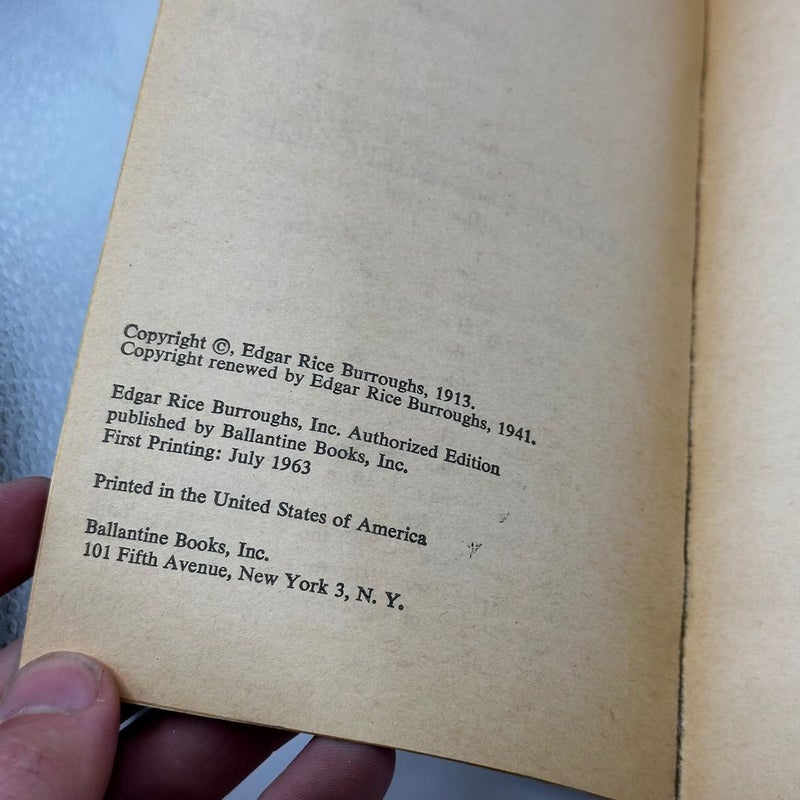 Copyright ©, Edgar Rice Burroughs, 1913.
Copyright renewed by Edgar Rice Burroughs, 1941.
Edgar Rice Burroughs, Inc. Authorized Edition
published by Ballantine Books, Inc.
First Printing: July 1963
Printed in the United States of America
Ballantine Books, Inc.
101 Fifth Avenue, New York 3, N. Y.